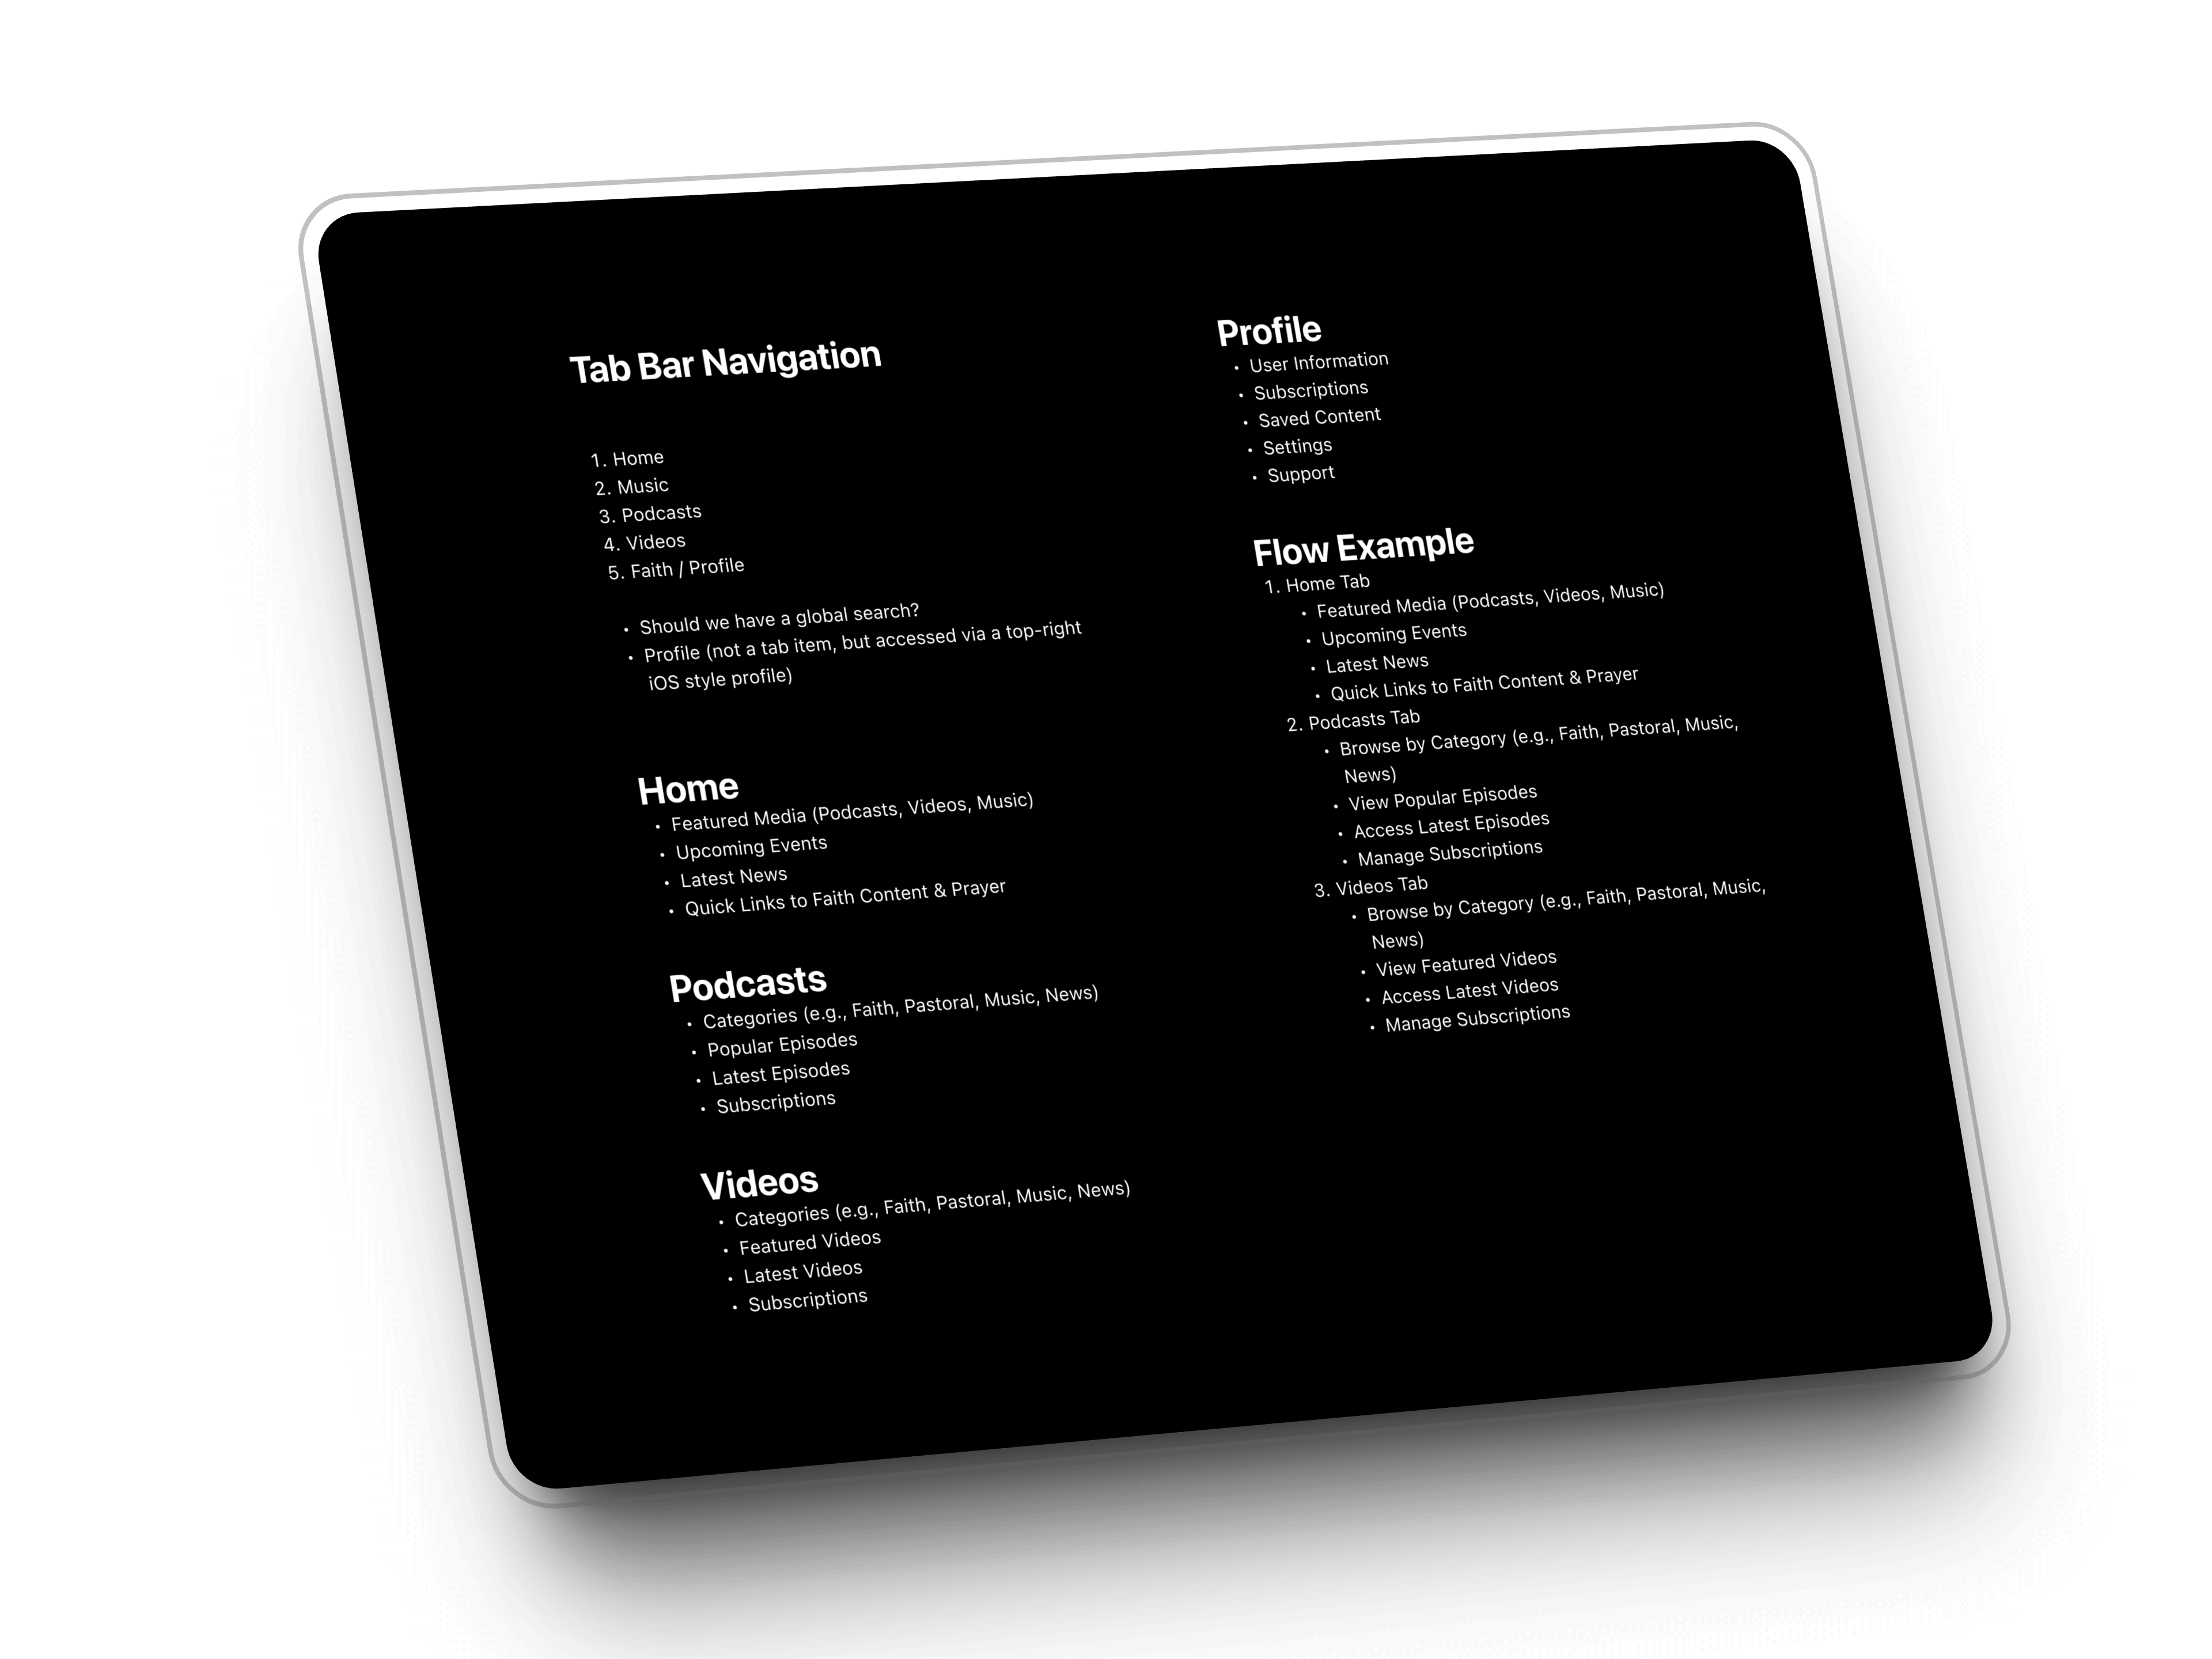 Tab Bar Navigation
1. Home
2. Music
3. Podcasts
4. Videos
5. Faith / Profile
• Should we have a global search?
• Profile (not a tab item, but accessed via a top-right
iOS style profile)
Home
• Featured Media (Podcasts, Videos, Music)
• Upcoming Events
• Latest News
• Quick Links to Faith Content & Prayer
Podcasts
• Categories (e.g., Faith, Pastoral, Music, News)
• Popular Episodes
• Latest Episodes
• Subscriptions
Videos
• Categories (e.g., Faith, Pastoral, Music, News)
• Featured Videos
• Latest Videos
• Subscriptions
Profile
• User Information
• Subscriptions
• Saved Content
• Settings
• Support
Flow Example
1. Home Tab
• Featured Media (Podcasts, Videos, Music)
• Upcoming Events
• Latest News
• Quick Links to Faith Content & Prayer
2. Podcasts Tab
• Browse by Category (e.g., Faith, Pastoral, Music,
News)
• View Popular Episodes
• Access Latest Episodes
• Manage Subscriptions
3. Videos Tab
• Browse by Category (e.g., Faith, Pastoral, Music,
News)
• View Featured Videos
• Access Latest Videos
• Manage Subscriptions